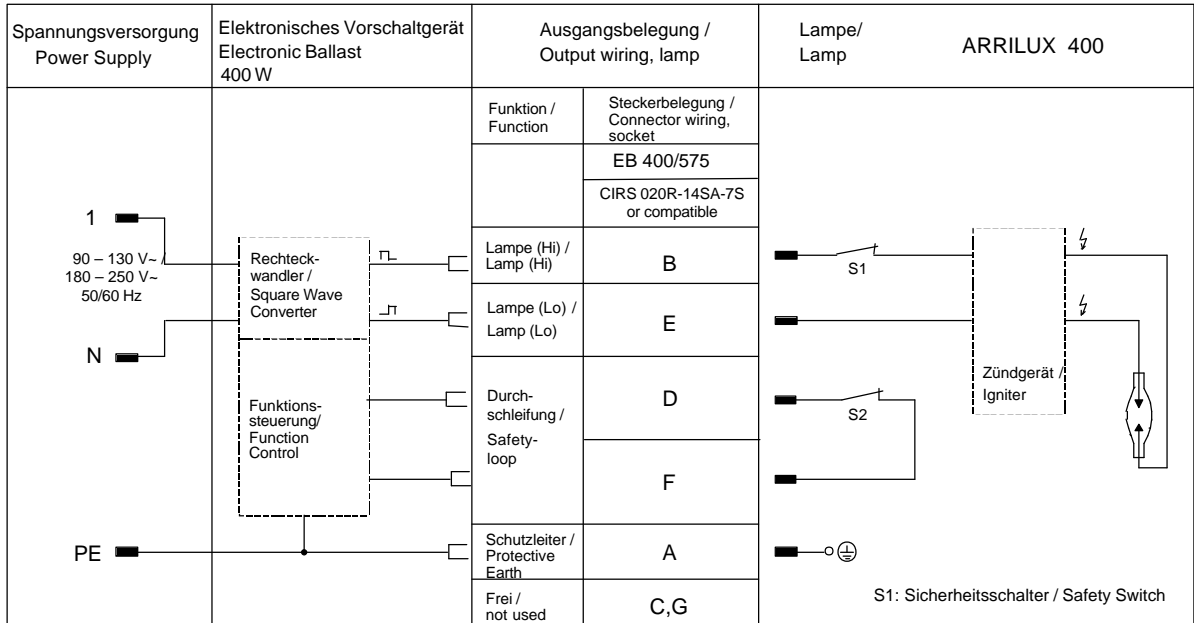 Spannungsversorgung
Power Supply
Elektronisches Vorschaltgerät
Electronic Ballast
400 W
Ausgangsbelegung /
Output wiring, lamp
Lampe/
Lamp
ARRILUX 400
Funktion /
Function
Steckerbelegung /
Connector wiring,
socket
EB 400/575
CIRS 020R-14SA-7S
or compatible
1
90 – 130 V~ /
180 – 250 V~
50/60 Hz
N
PE
Rechteck-
wandler /
Square Wave
Converter
Funktions-
steuerung/
Function
Control
Lampe (Hi) /
Lamp (Hi)
B
Lampe (Lo) /
Lamp (Lo)
E
Durch-
schleifung /
Safety-
loop
D
F
Schutzleiter /
Protective
Earth
A
Frei /
not used
C,G
S1
S2
Zündgerät /
Igniter
S1: Sicherheitsschalter / Safety Switch